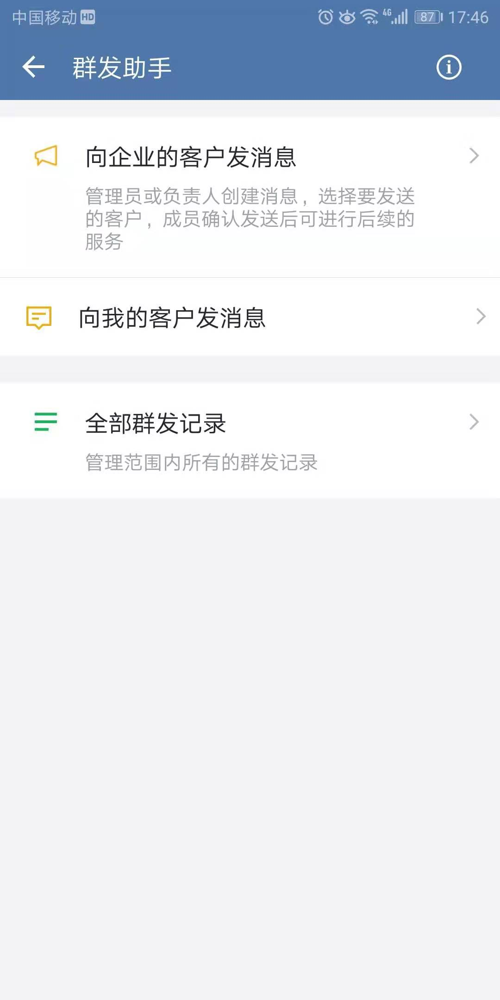 中国移动 HD 4G 87 17:46
群发助手
向企业的客户发消息
管理员或负责人创建消息，选择要发送
的客户，成员确认发送后可进行后续的
服务
向我的客户发消息
全部群发记录
管理范围内所有的群发记录